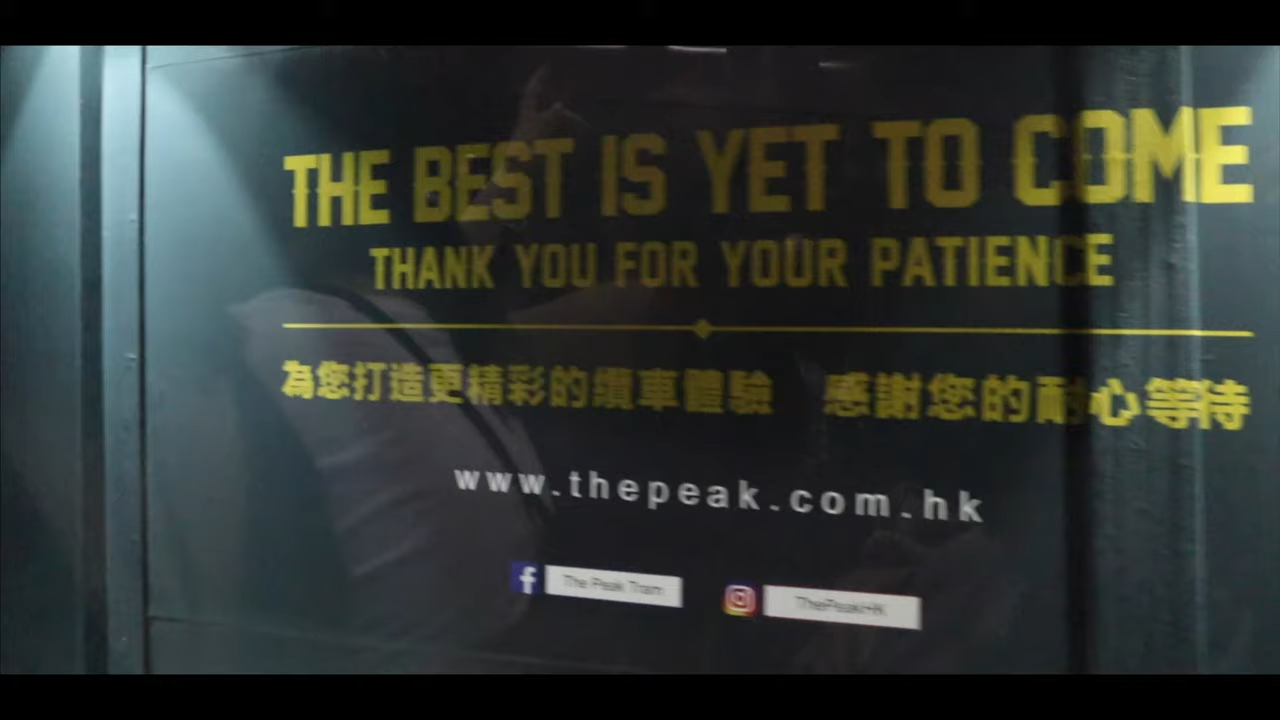 THE BEST IS YET TO COME
THANK YOU FOR YOUR PATIENCE
為您打造更精彩的纜車體驗 感謝您的耐心等待
www.thepeak.com.hk
The Peak Tram
ThePeakHK